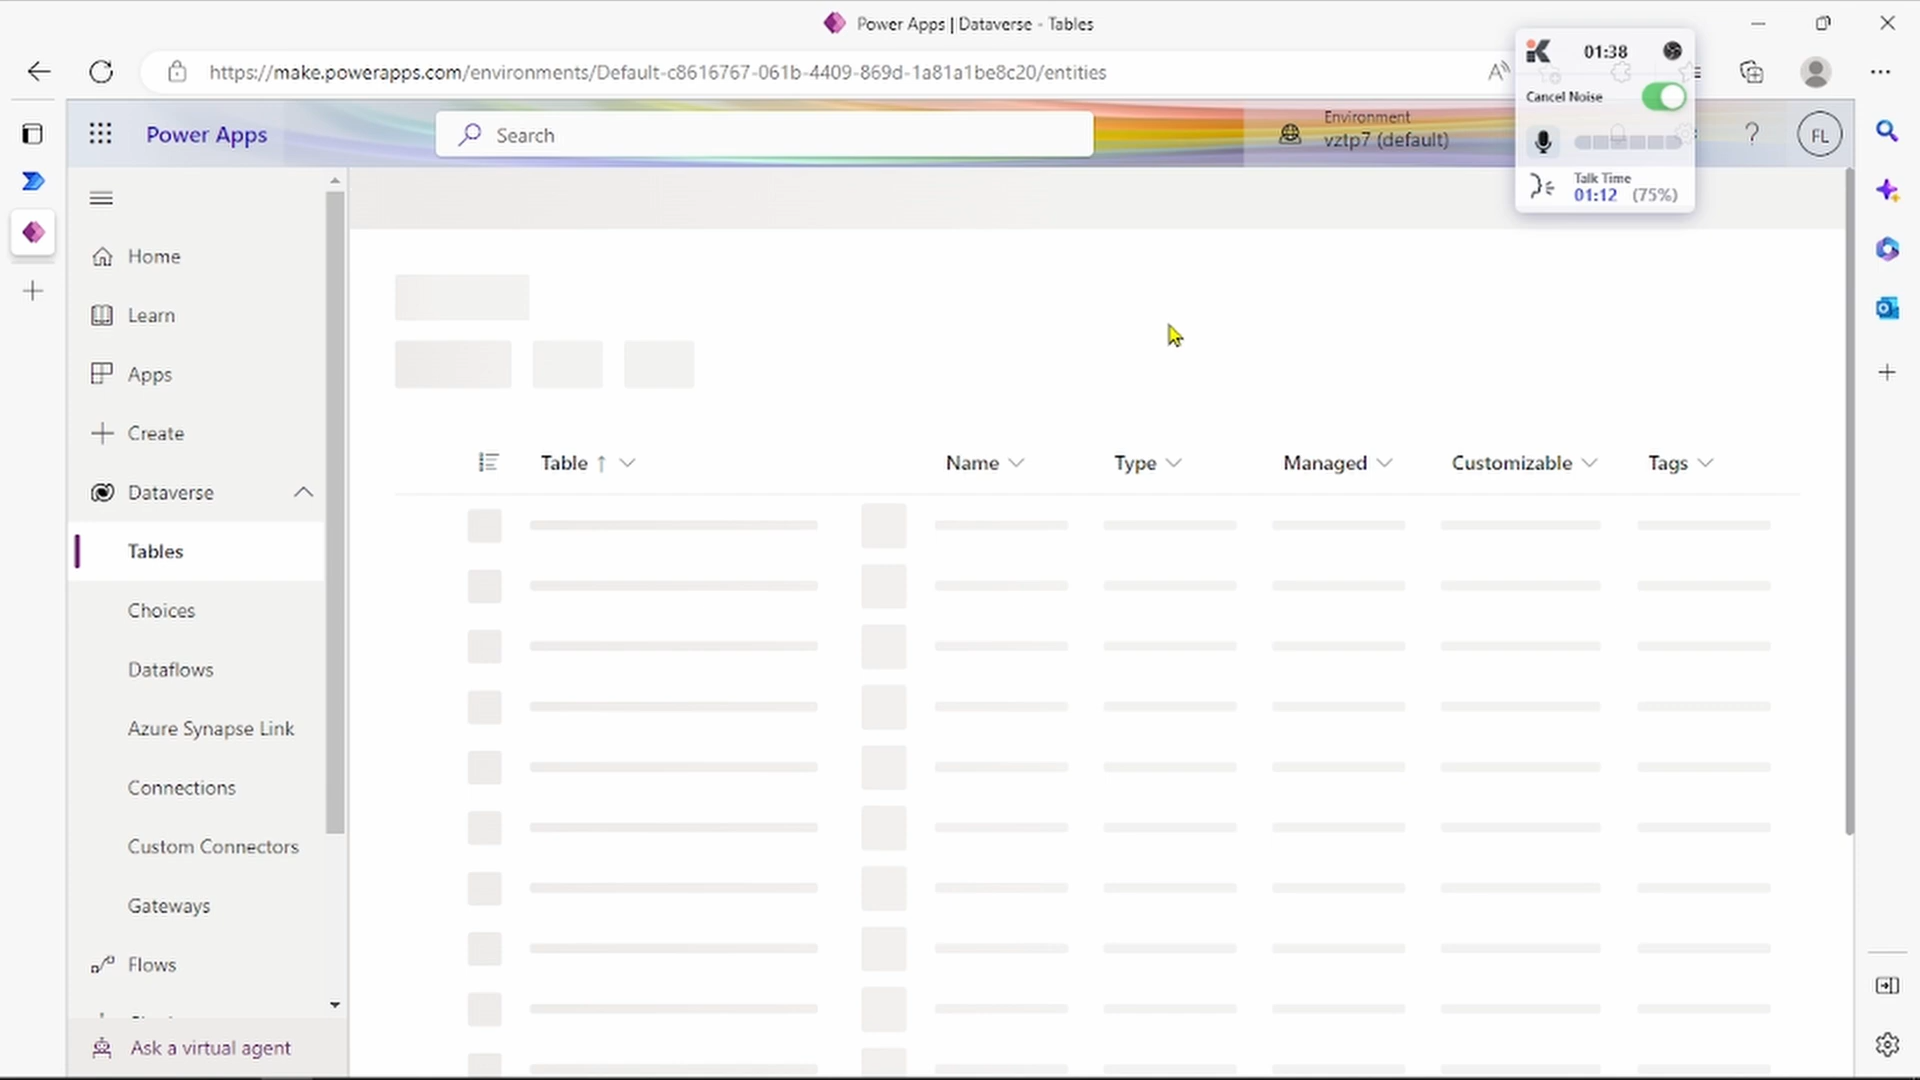 Power Apps | Dataverse - Tables
https://make.powerapps.com/environments/Default-c8616767-061b-4409-869d-1a81a1be8c20/entities
01:38
Cancel Noise
Talk Time
01:12 (75%)
Power Apps
Search
Environment
vztp7 (default)
?
FL
Home
Learn
Apps
Create
Dataverse
Tables
Choices
Dataflows
Azure Synapse Link
Connections
Custom Connectors
Gateways
Flows
Ask a virtual agent
Table ↑ Name Type Managed Customizable Tags